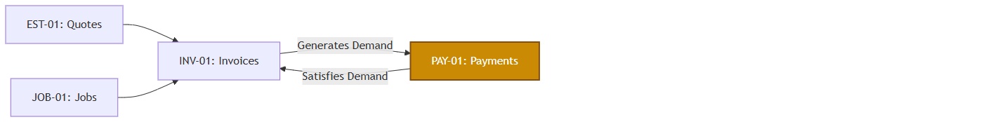 EST-01: Quotes
JOB-01: Jobs
INV-01: Invoices
Generates Demand
Satisfies Demand
PAY-01: Payments